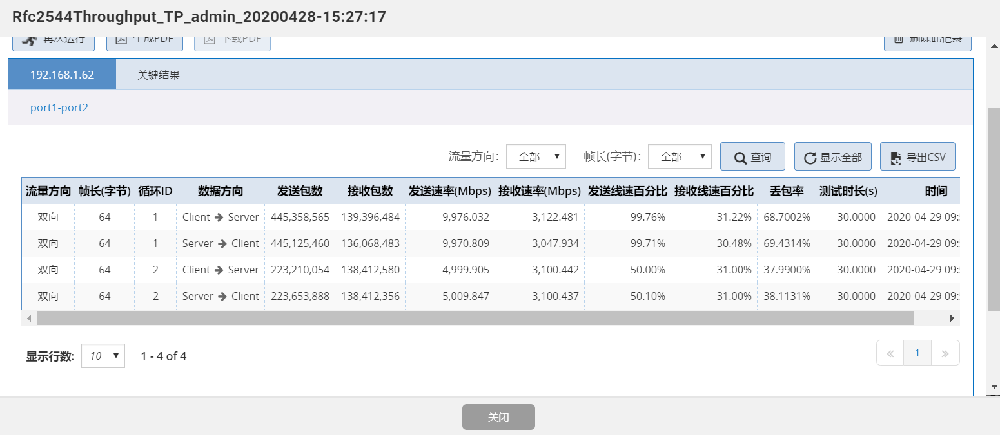 Rfc2544Throughput_TP_admin_20200428-15:27:17
再次运行 生成PDF 下载PDF 删除此记录
192.168.1.62 关键结果
port1-port2
流量方向： 全部 帧长(字节)： 全部 查询 显示全部 导出CSV
流量方向 帧长(字节) 循环ID 数据方向 发送包数 接收包数 发送速率(Mbps) 接收速率(Mbps) 发送线速百分比 接收线速百分比 丢包率 测试时长(s) 时间
双向 64 1 Client → Server 445,358,565 139,396,484 9,976.032 3,122.481 99.76% 31.22% 68.7002% 30.0000 2020-04-29 09:
双向 64 1 Server → Client 445,125,460 136,068,483 9,970.809 3,047.934 99.71% 30.48% 69.4314% 30.0000 2020-04-29 09:
双向 64 2 Client → Server 223,210,054 138,412,580 4,999.905 3,100.442 50.00% 31.00% 37.9900% 30.0000 2020-04-29 09:
双向 64 2 Server → Client 223,653,888 138,412,356 5,009.847 3,100.437 50.10% 31.00% 38.1131% 30.0000 2020-04-29 09:
显示行数: 10 1 - 4 of 4 « 1 »
关闭